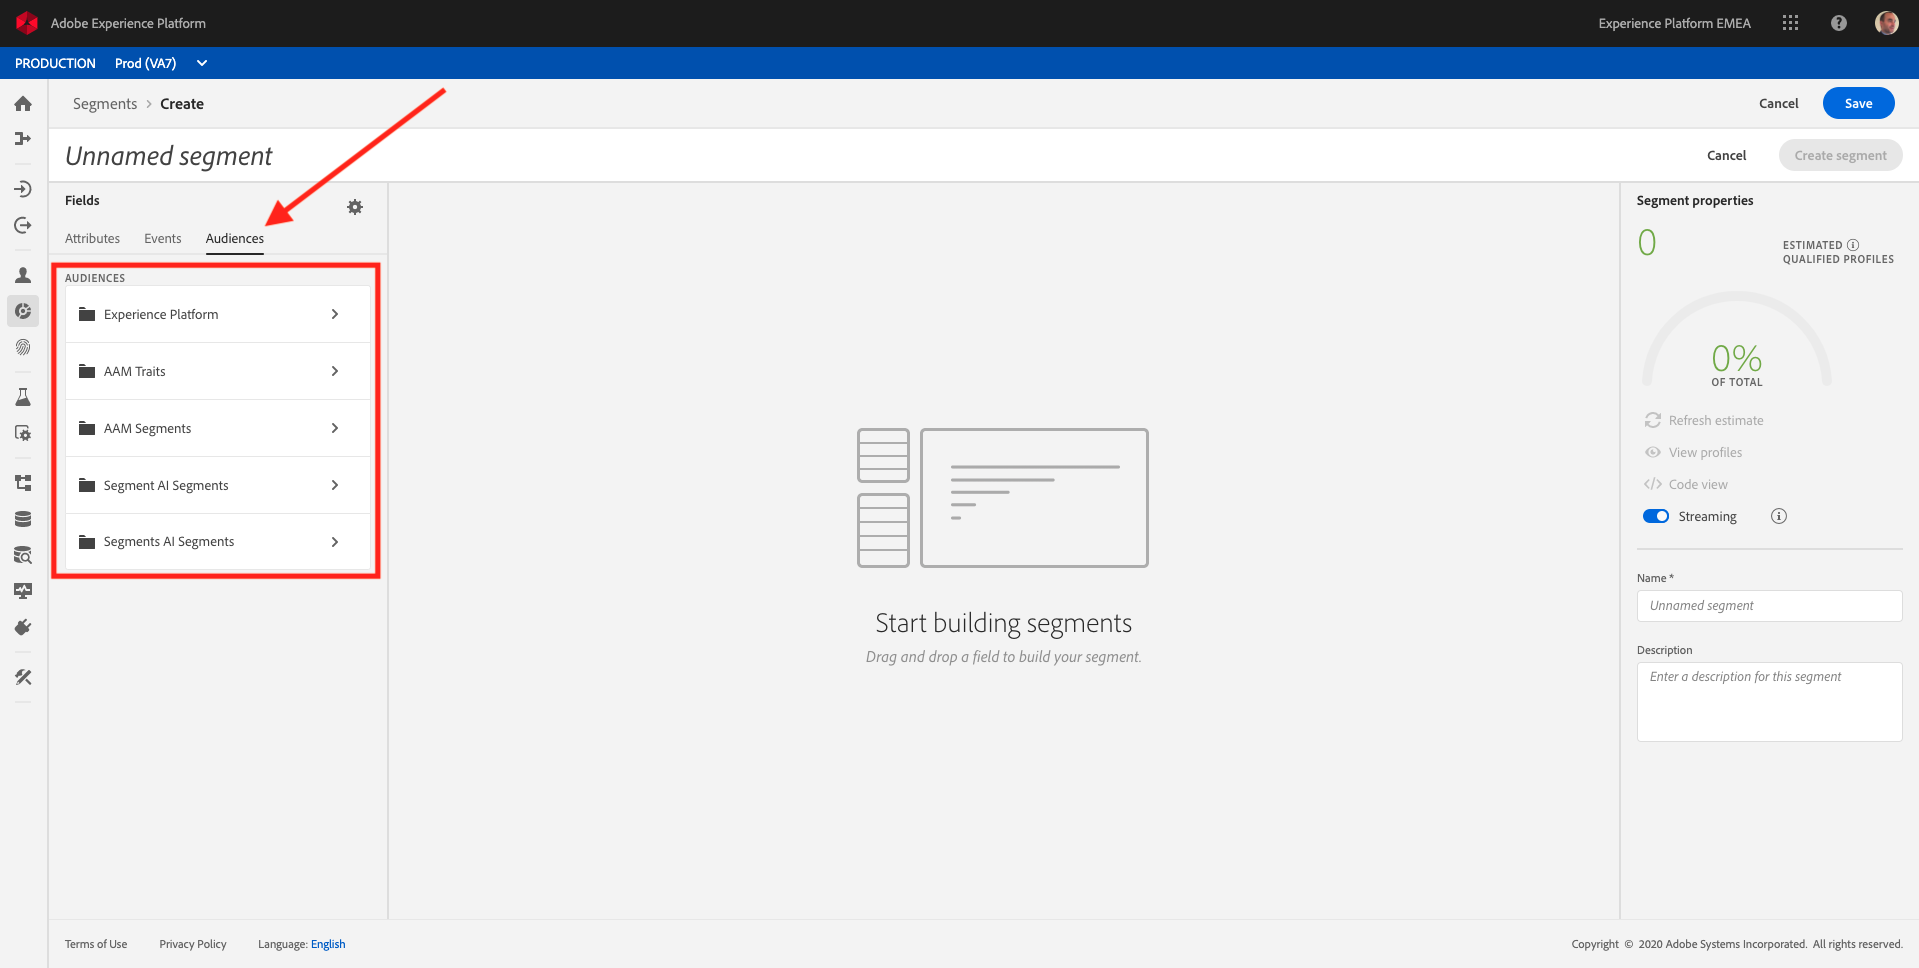 Adobe Experience Platform
Experience Platform EMEA
PRODUCTION Prod (VA7)
Segments > Create
Cancel Save
Unnamed segment
Cancel Create segment
Fields
Attributes Events Audiences
AUDIENCES
Experience Platform
AAM Traits
AAM Segments
Segment AI Segments
Segments AI Segments
Start building segments
Drag and drop a field to build your segment.
Segment properties
0
ESTIMATED
QUALIFIED PROFILES
0%
OF TOTAL
Refresh estimate
View profiles
</> Code view
Streaming
Name *
Unnamed segment
Description
Enter a description for this segment
Terms of Use Privacy Policy Language: English
Copyright © 2020 Adobe Systems Incorporated. All rights reserved.